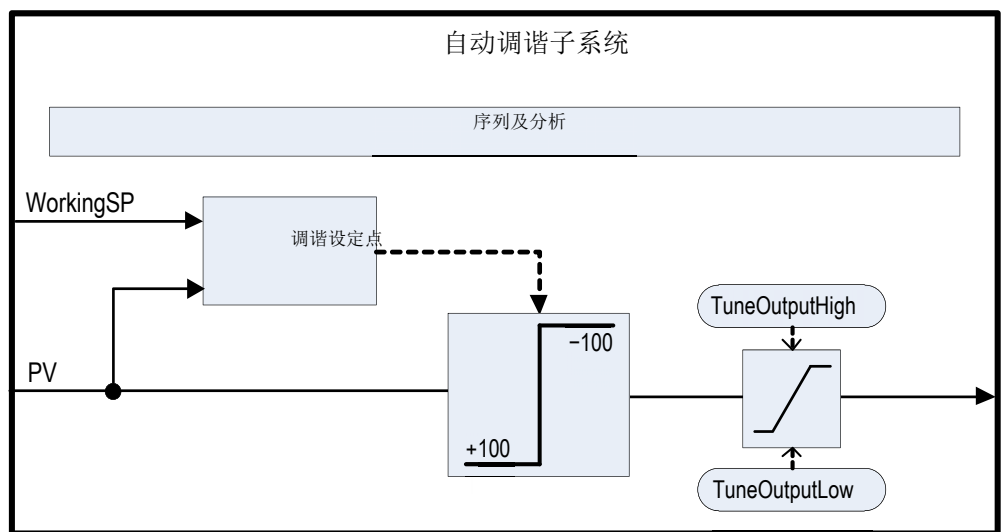 自动调谐子系统
序列及分析
WorkingSP
调谐设定点
TuneOutputHigh
−100
PV
+100
TuneOutputLow